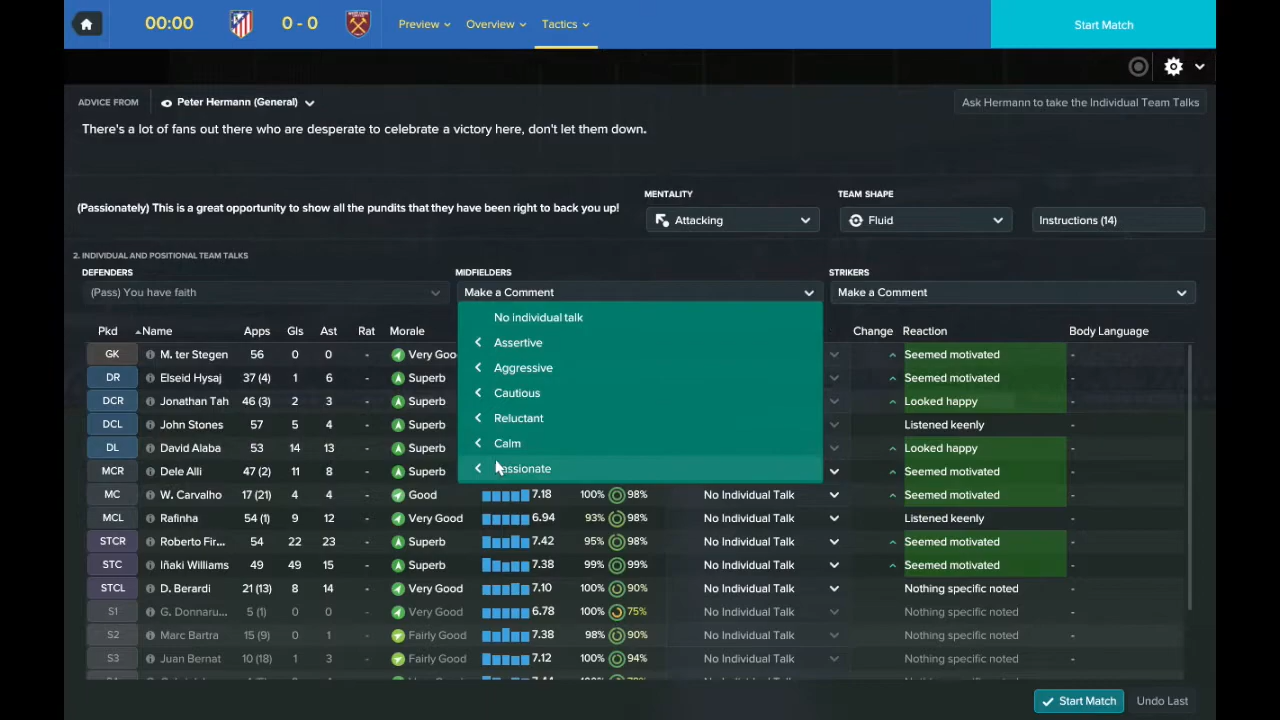 00:00 0 - 0 Preview Overview Tactics Start Match
ADVICE FROM Peter Hermann (General) Ask Hermann to take the Individual Team Talks
There's a lot of fans out there who are desperate to celebrate a victory here, don't let them down.
MENTALITY TEAM SHAPE
(Passionately) This is a great opportunity to show all the pundits that they have been right to back you up! Attacking Fluid Instructions (14)
2. INDIVIDUAL AND POSITIONAL TEAM TALKS
DEFENDERS MIDFIELDERS STRIKERS
(Pass) You have faith Make a Comment Make a Comment
No individual talk
Assertive
Aggressive
Cautious
Reluctant
Calm
Passionate
Pkd Name Apps Gls Ast Rat Morale Change Reaction Body Language
GK M. ter Stegen 56 0 0 - Very Good Seemed motivated -
DR Elseid Hysaj 37 (4) 1 6 - Superb Seemed motivated -
DCR Jonathan Tah 46 (3) 2 3 - Superb Looked happy -
DCL John Stones 57 5 4 - Superb Listened keenly -
DL David Alaba 53 14 13 - Superb Looked happy -
MCR Dele Alli 47 (2) 11 8 - Superb Seemed motivated -
MC W. Carvalho 17 (21) 4 4 - Good 7.18 100% 98% No Individual Talk Seemed motivated -
MCL Rafinha 54 (1) 9 12 - Very Good 6.94 93% 98% No Individual Talk Listened keenly -
STCR Roberto Fir... 54 22 23 - Superb 7.42 95% 98% No Individual Talk Seemed motivated -
STC Iñaki Williams 49 49 15 - Superb 7.38 99% 99% No Individual Talk Seemed motivated -
STCL D. Berardi 21 (13) 8 14 - Very Good 7.10 100% 90% No Individual Talk Nothing specific noted -
S1 G. Donnaru... 5 (1) 0 0 - Very Good 6.78 100% 75% No Individual Talk Nothing specific noted -
S2 Marc Bartra 15 (9) 0 1 - Fairly Good 7.38 98% 90% No Individual Talk Nothing specific noted -
S3 Juan Bernat 10 (18) 1 3 - Fairly Good 7.12 100% 94% No Individual Talk Nothing specific noted -
Start Match Undo Last